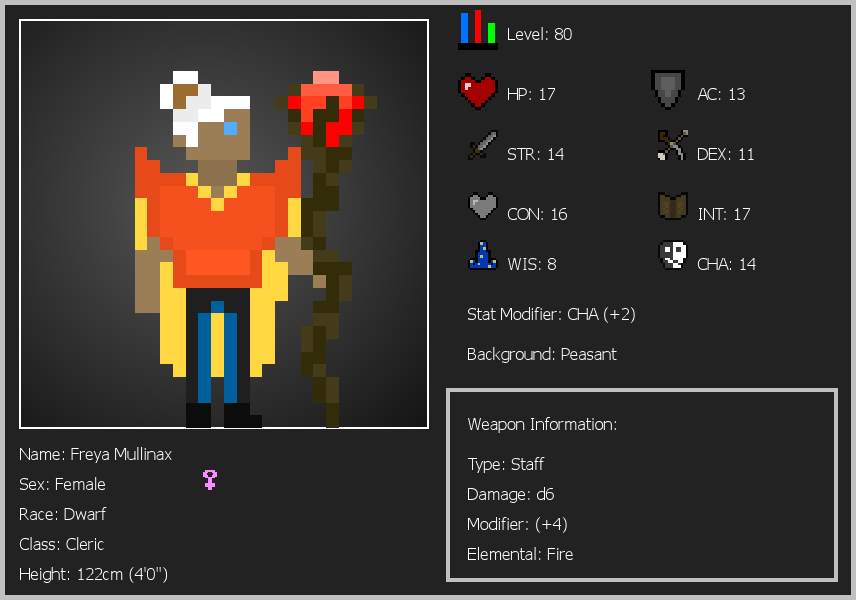 Level: 80
HP: 17
AC: 13
STR: 14
DEX: 11
CON: 16
INT: 17
WIS: 8
CHA: 14
Stat Modifier: CHA (+2)
Background: Peasant
Weapon Information:
Type: Staff
Damage: d6
Modifier: (+4)
Elemental: Fire
Name: Freya Mullinax
Sex: Female
Race: Dwarf
Class: Cleric
Height: 122cm (4'0")